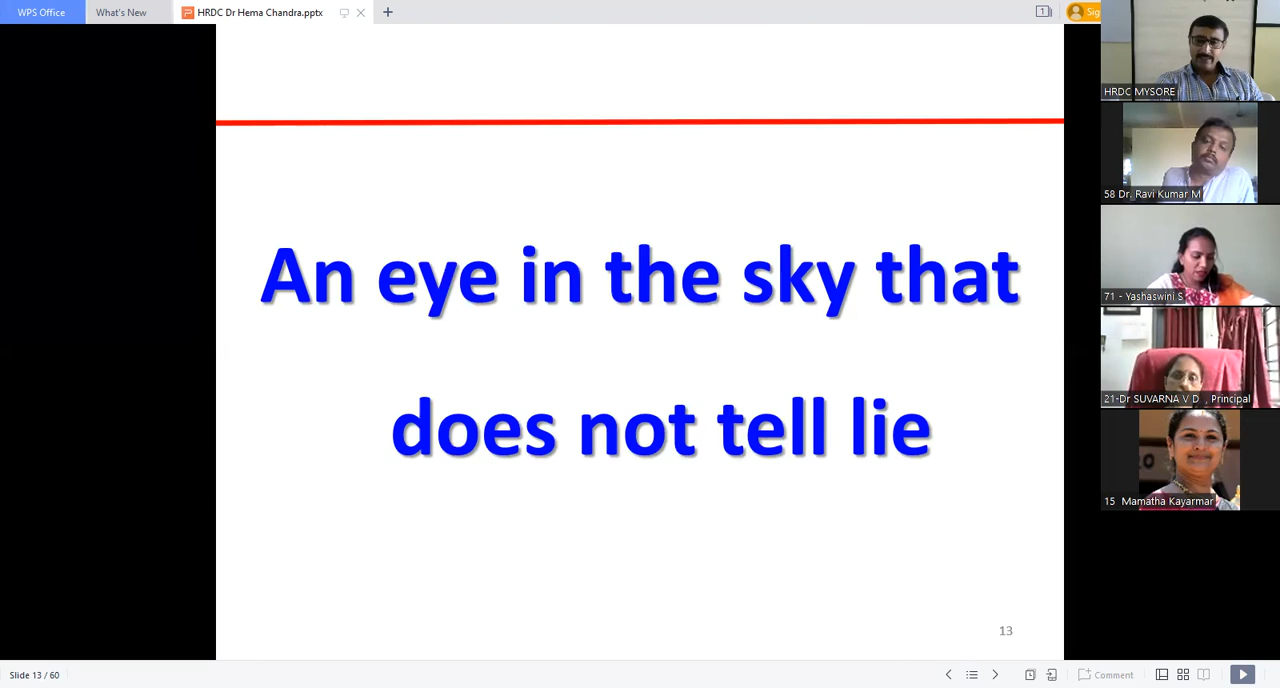 WPS Office
What's New
HRDC Dr Hema Chandra.pptx
1
Sig
HRDC MYSORE
58 Dr. Ravi Kumar M
71 - Yashaswini S
21-Dr SUVARNA V D , Principal
15 Mamatha Kayarmar
An eye in the sky that
does not tell lie
13
Slide 13 / 60
Comment